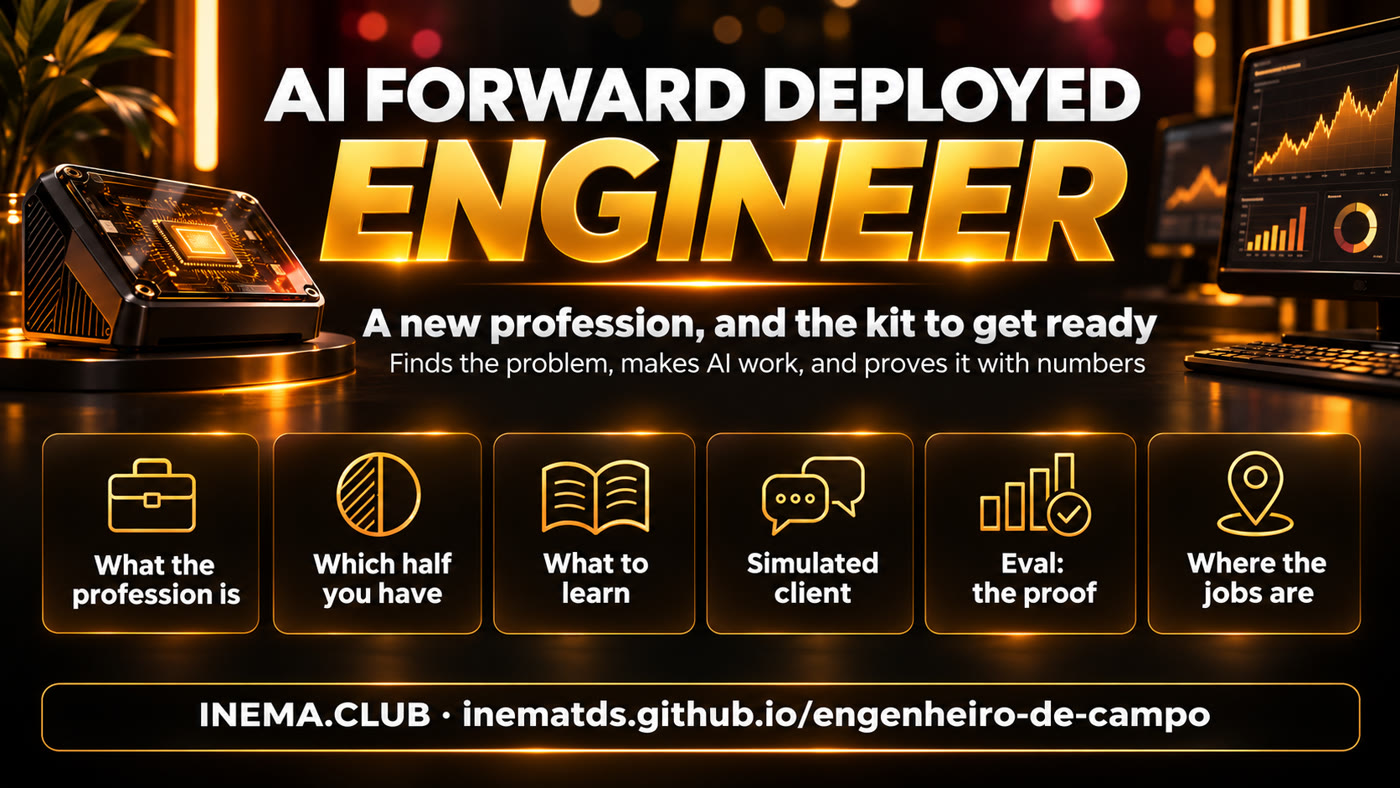 AI FORWARD DEPLOYED
ENGINEER
A new profession, and the kit to get ready
Finds the problem, makes AI work, and proves it with numbers
What the
profession is
Which half
you have
What to
learn
Simulated
client
Eval:
the proof
Where the
jobs are
INEMA.CLUB · inematds.github.io/engenheiro-de-campo